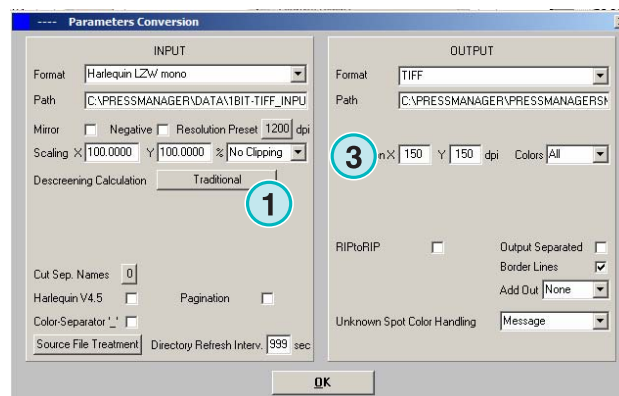 ---- Parameters Conversion
INPUT
Format Harlequin LZW mono
Path C:\PRESSMANAGER\DATA\1BIT-TIFF_INPU
Mirror Negative Resolution Preset 1200 dpi
Scaling X 100.0000 Y 100.0000 % No Clipping
Descreening Calculation Traditional
1
Cut Sep. Names 0
Harlequin V4.5 Pagination
Color-Separator '_'
Source File Treatment Directory Refresh Interv. 999 sec
OUTPUT
Format TIFF
Path C:\PRESSMANAGER\PRESSMANAGERSM
3 n X 150 Y 150 dpi Colors All
RIPtoRIP Output Separated
Border Lines
Add Out None
Unknown Spot Color Handling Message
OK